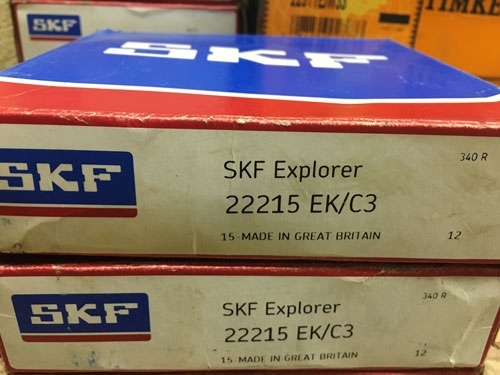 SKF
TIMKEN
SKF
SKF
340 R
SKF Explorer
22215 EK/C3
15-MADE IN GREAT BRITAIN 12
SKF
340 R
SKF Explorer
22215 EK/C3
15-MADE IN GREAT BRITAIN 12